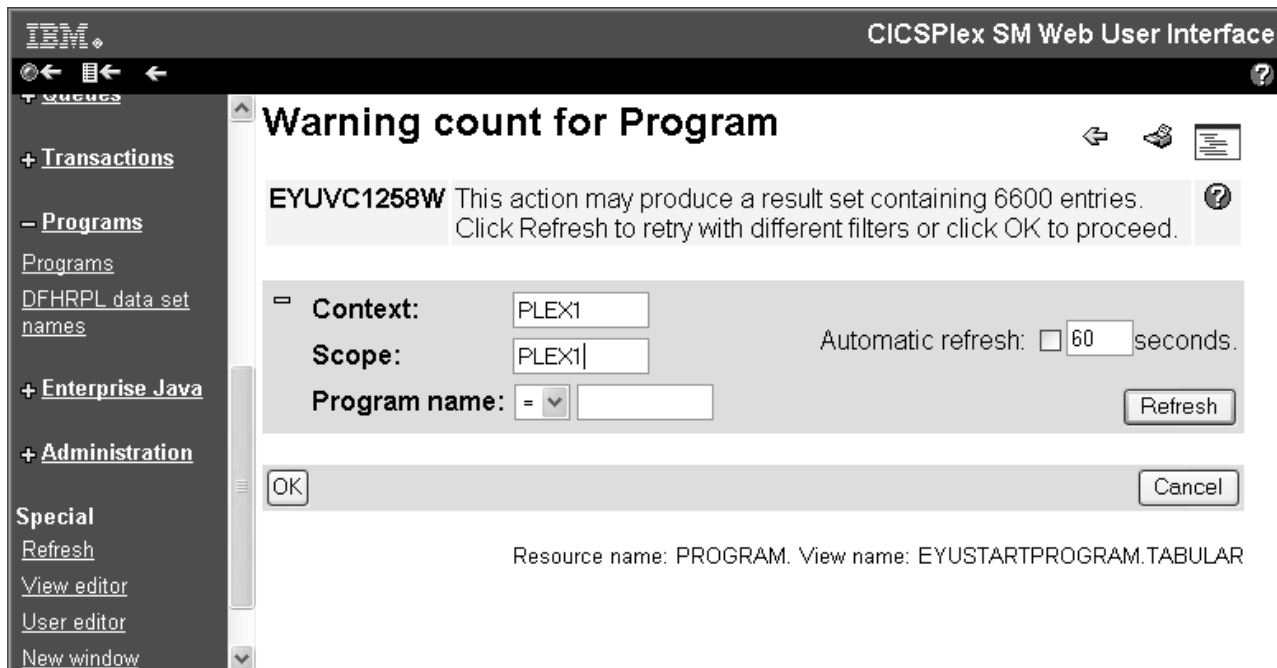 IBM
CICSPlex SM Web User Interface
+ Queues
+ Transactions
– Programs
Programs
DFHRPL data set
names
+ Enterprise Java
+ Administration
Special
Refresh
View editor
User editor
New window
Warning count for Program
EYUVC1258W This action may produce a result set containing 6600 entries.
Click Refresh to retry with different filters or click OK to proceed.
Context: PLEX1
Scope: PLEX1
Automatic refresh: 60 seconds.
Program name: =
Refresh
OK
Cancel
Resource name: PROGRAM. View name: EYUSTARTPROGRAM.TABULAR